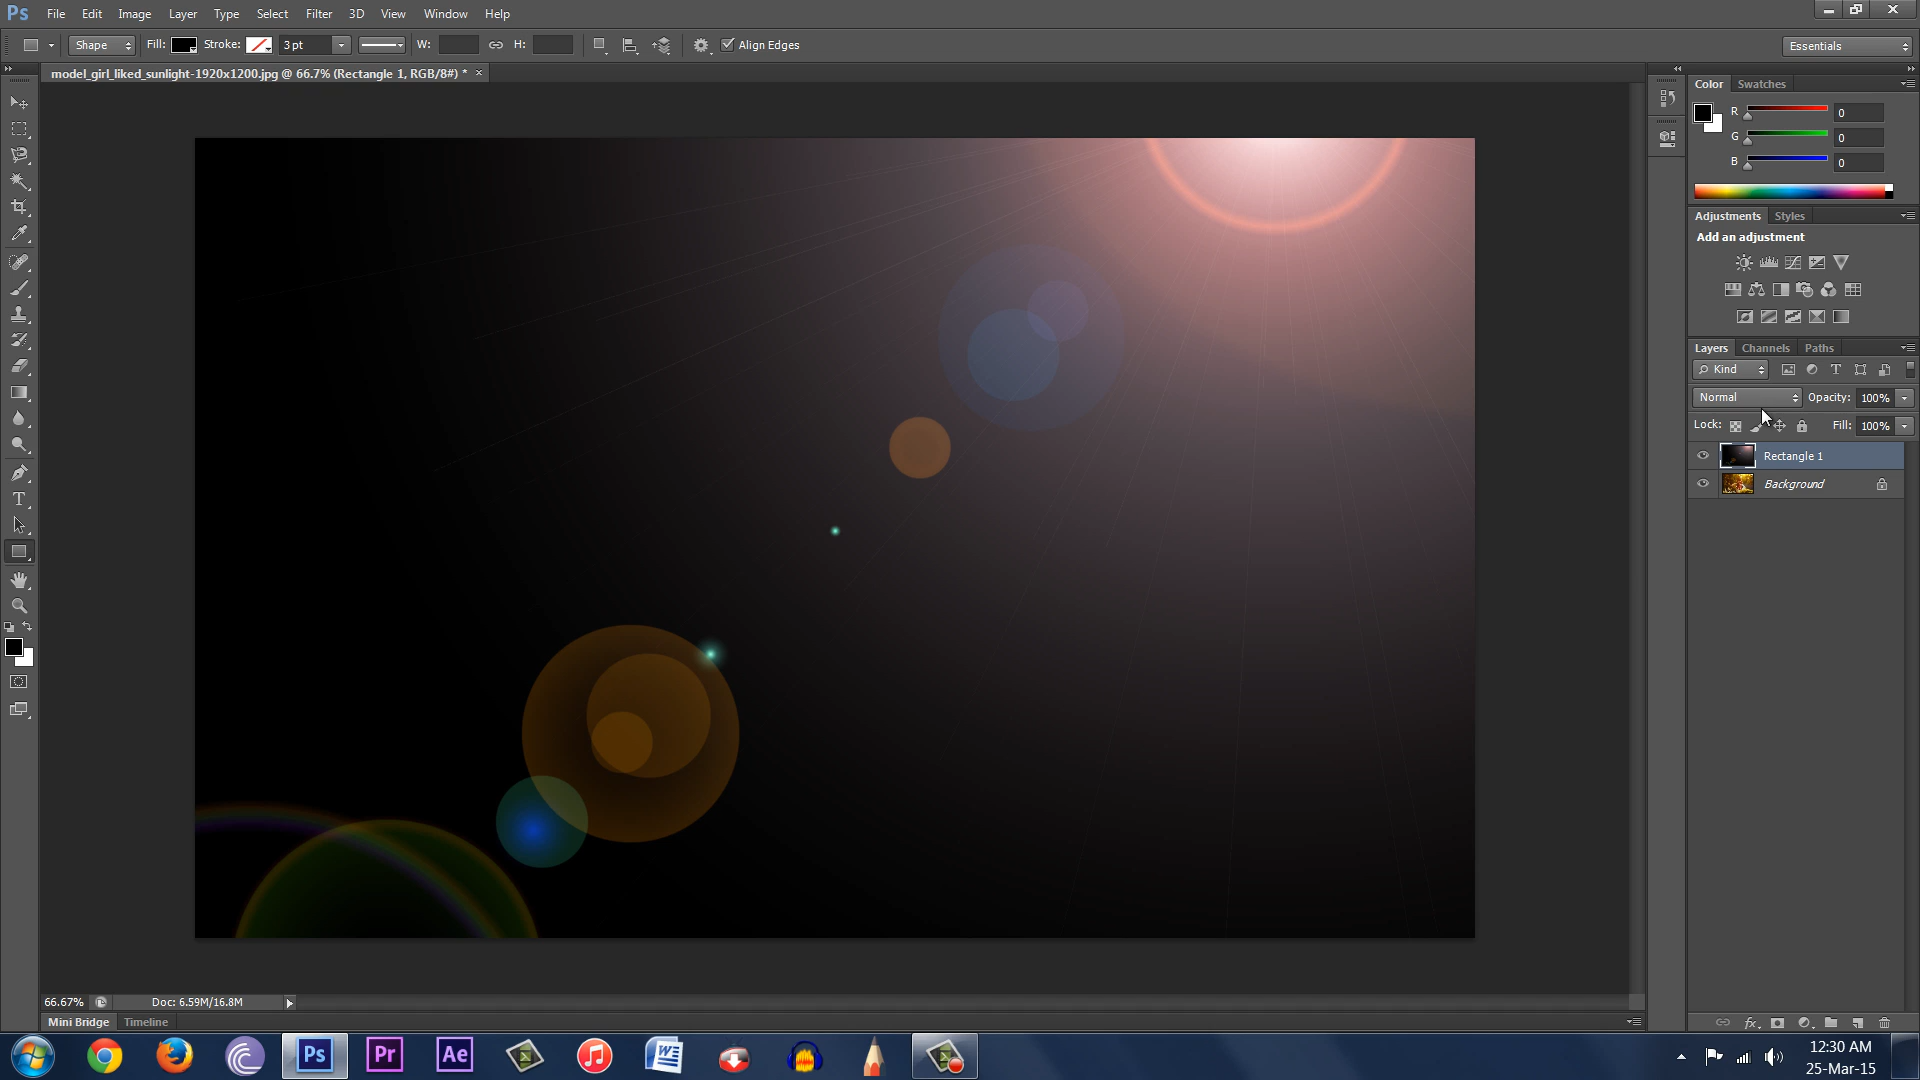 Ps File Edit Image Layer Type Select Filter 3D View Window Help
Shape Fill: Stroke: 3 pt W: H: Align Edges Essentials
model_girl_liked_sunlight-1920x1200.jpg @ 66.7% (Rectangle 1, RGB/8#) * ×
Color Swatches
R 0
G 0
B 0
Adjustments Styles
Add an adjustment
Layers Channels Paths
Kind
Normal Opacity: 100%
Lock: Fill: 100%
Rectangle 1
Background
66.67% Doc: 6.59M/16.8M
Mini Bridge Timeline
Ps Pr Ae
12:30 AM
25-Mar-15